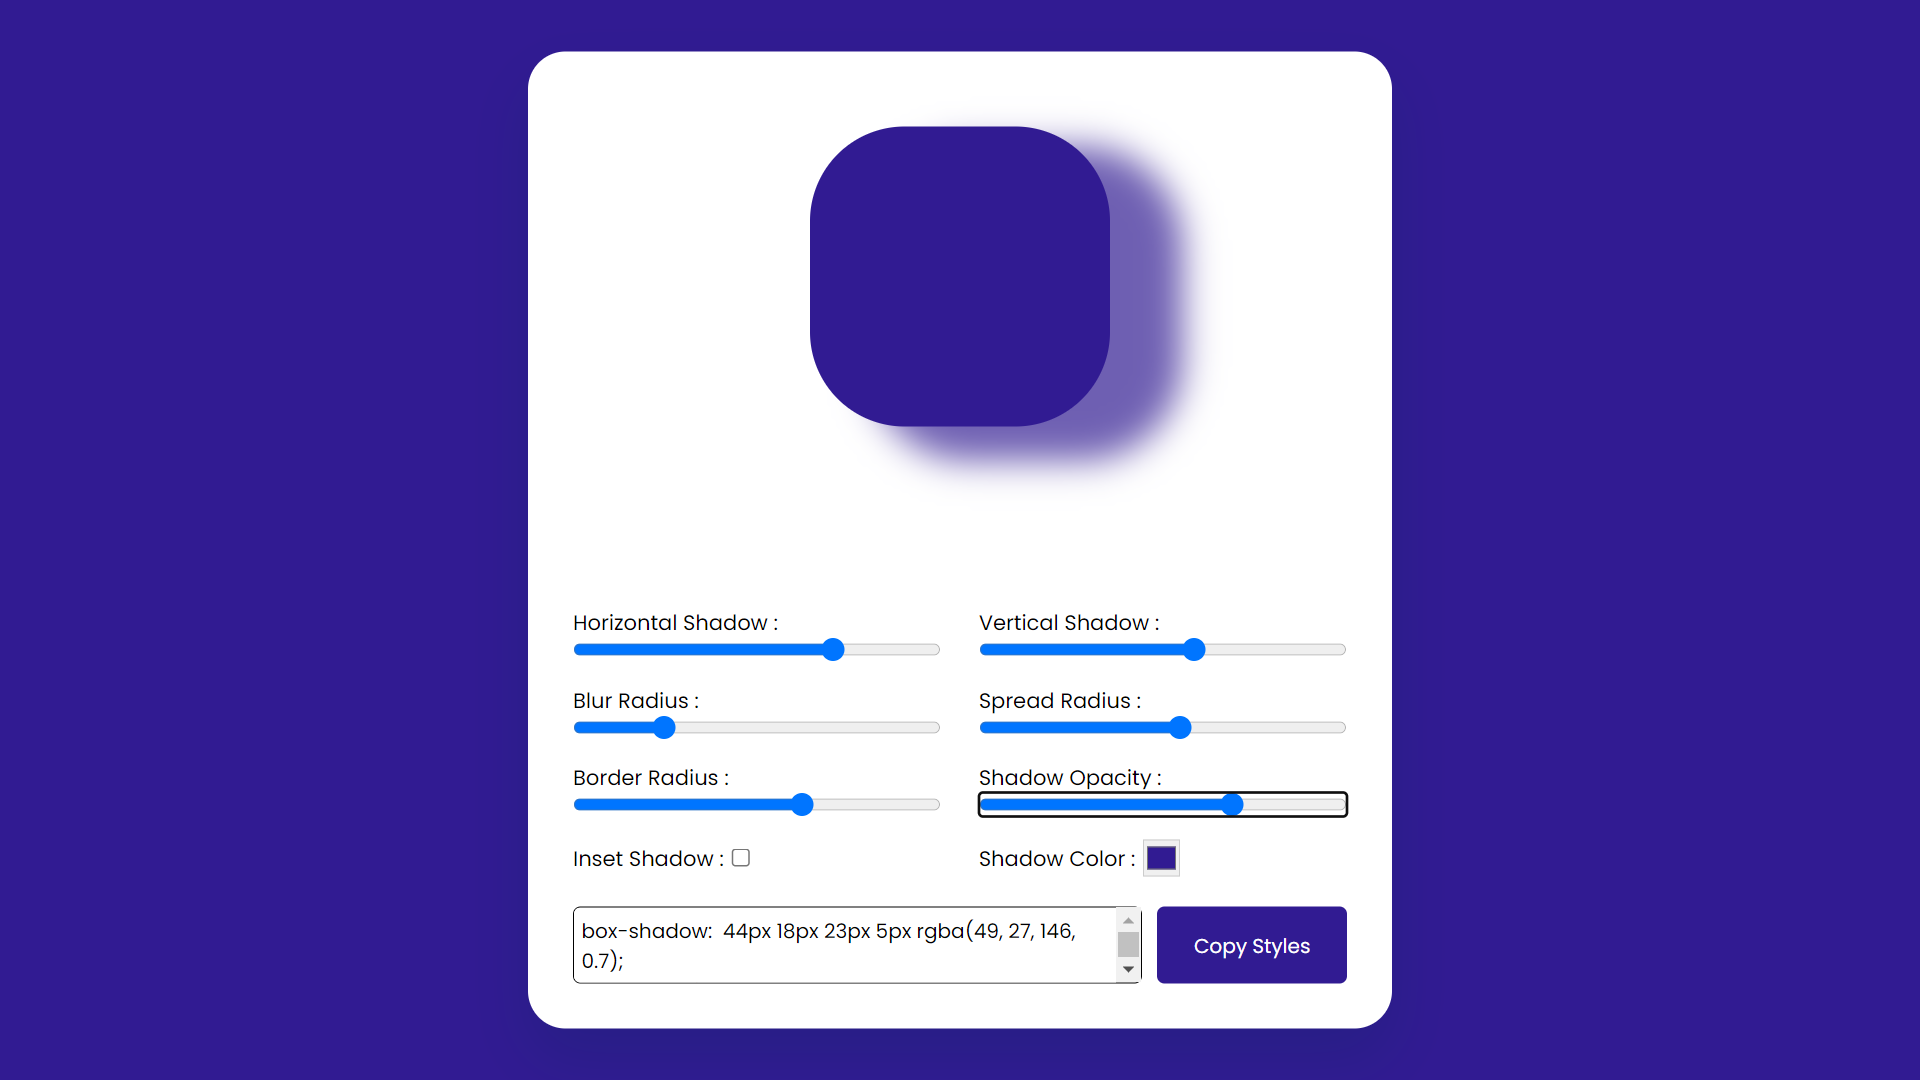 Horizontal Shadow :
Vertical Shadow :
Blur Radius :
Spread Radius :
Border Radius :
Shadow Opacity :
Inset Shadow :
Shadow Color :
box-shadow:  44px 18px 23px 5px rgba(49, 27, 146,
0.7);
Copy Styles